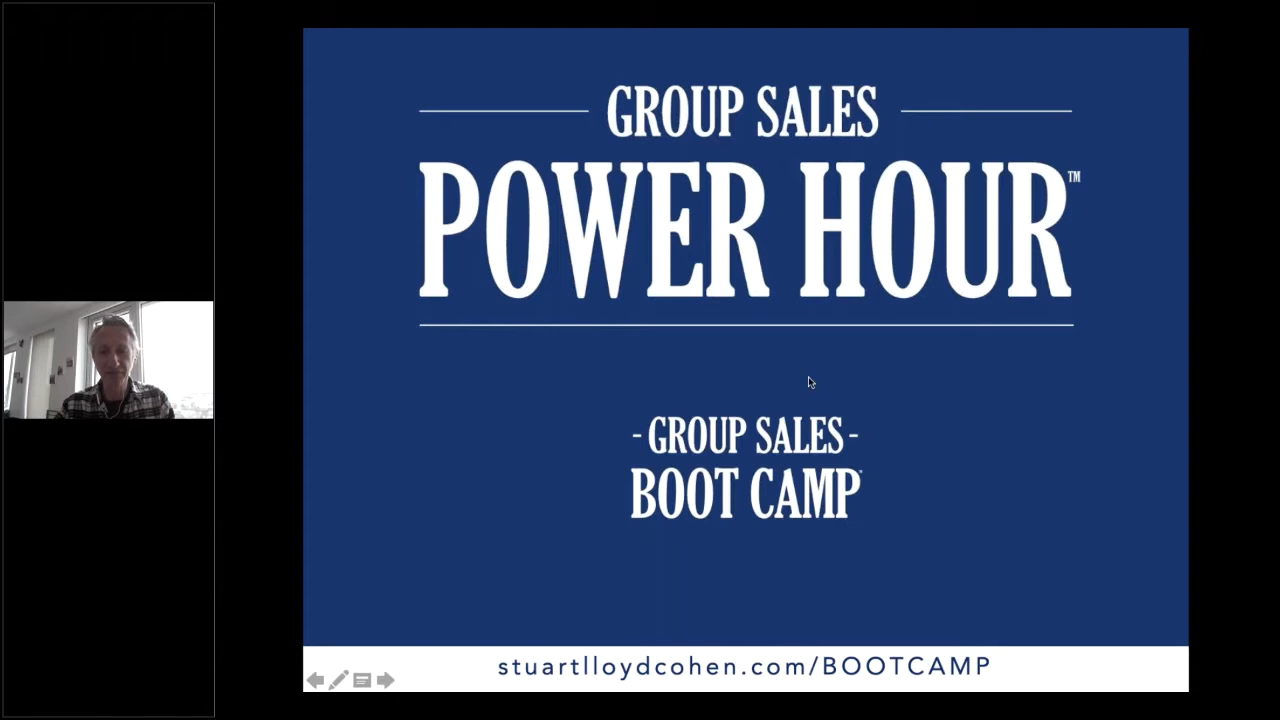 GROUP SALES
POWER HOUR™
- GROUP SALES -
BOOT CAMP
stuartlloydcohen.com/BOOTCAMP